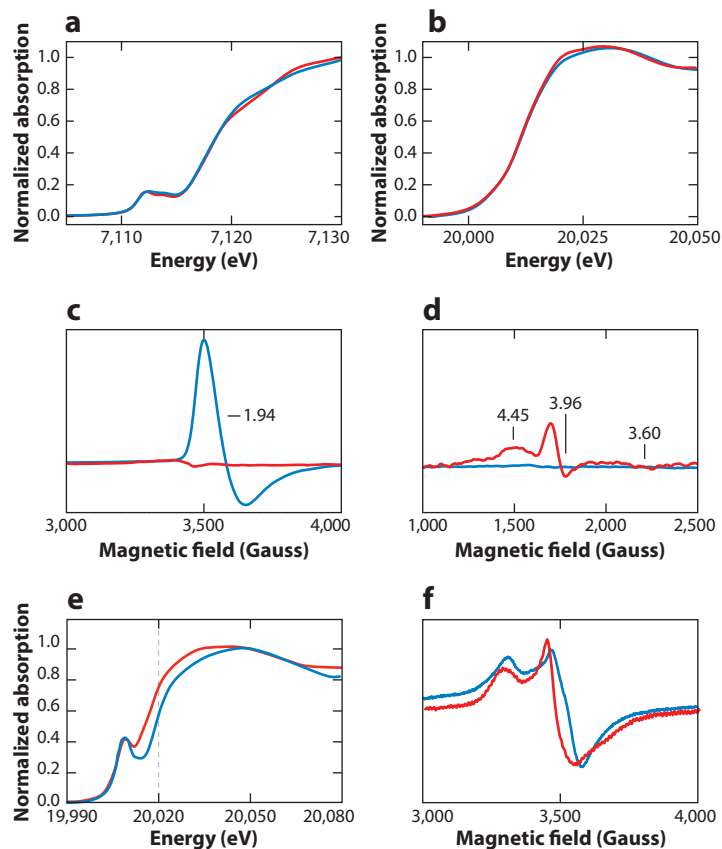 a
Normalized absorption
1.0
0.8
0.6
0.4
0.2
0.0
7,110
7,120
7,130
Energy (eV)
b
Normalized absorption
1.0
0.8
0.6
0.4
0.2
0.0
20,000
20,025
20,050
Energy (eV)
c
1.94
3,000
3,500
4,000
Magnetic field (Gauss)
d
4.45
3.96
3.60
1,000
1,500
2,000
2,500
Magnetic field (Gauss)
e
Normalized absorption
1.0
0.8
0.6
0.4
0.2
0.0
19,990
20,020
20,050
20,080
Energy (eV)
f
3,000
3,500
4,000
Magnetic field (Gauss)